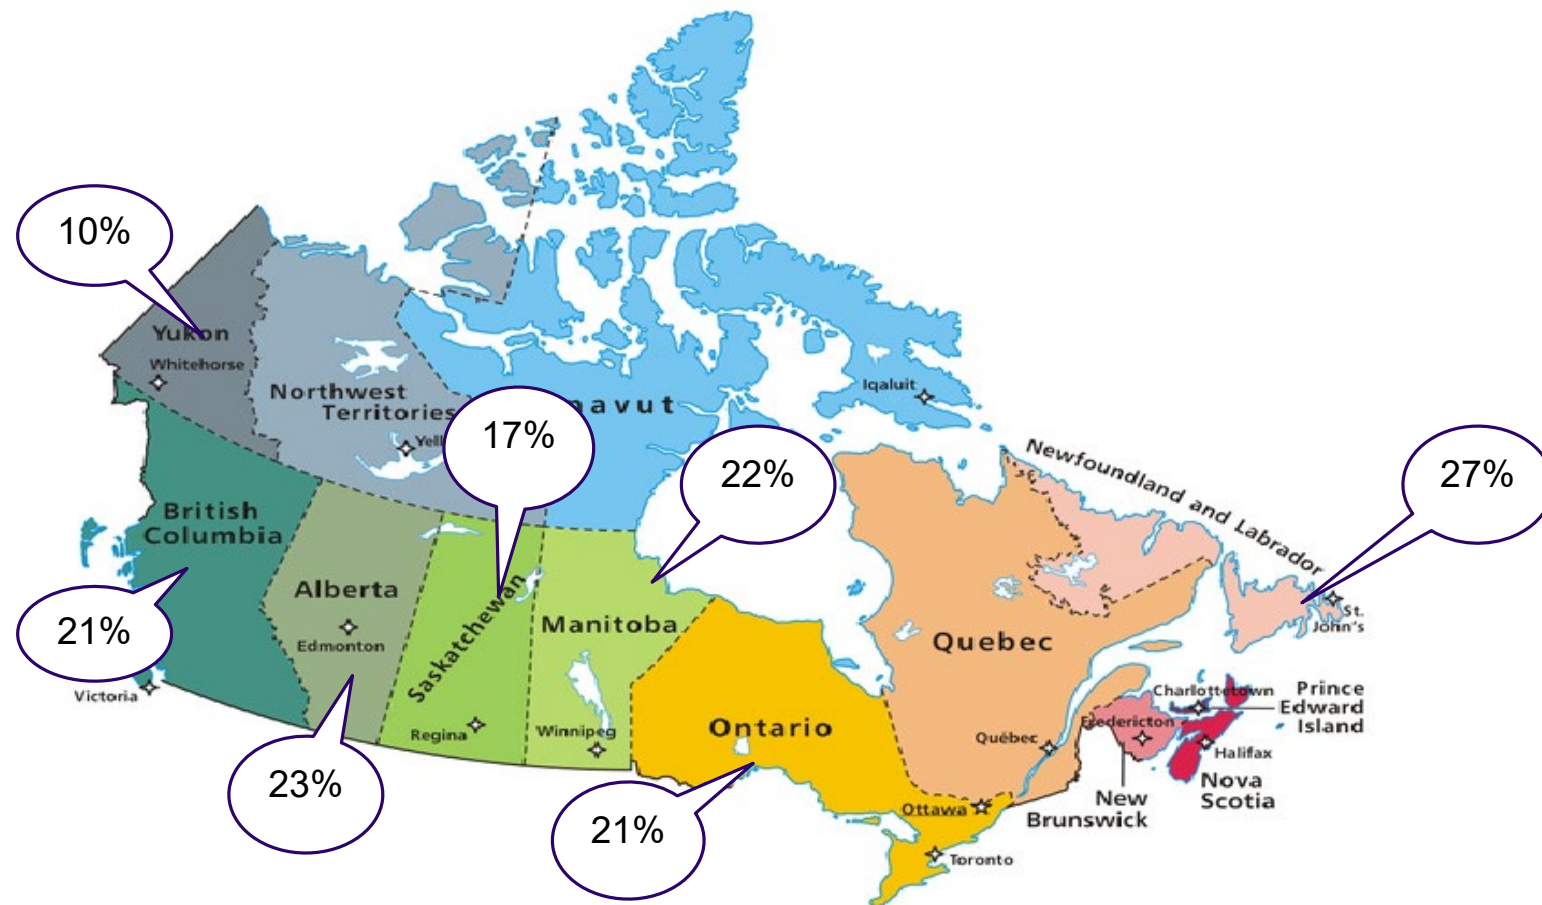 10%
Yukon
Whitehorse
Northwest
Territories
Yell
navut
Iqaluit
17%
22%
27%
Newfoundland and Labrador
British
Columbia
21%
Alberta
Edmonton
Saskatchewan
Manitoba
Quebec
St.
John's
Victoria
Regina
Winnipeg
Ontario
Québec
Charlottetown
Prince
Edward
Island
Fredericton
Halifax
Nova
Scotia
New
Brunswick
23%
21%
Ottawa
Toronto